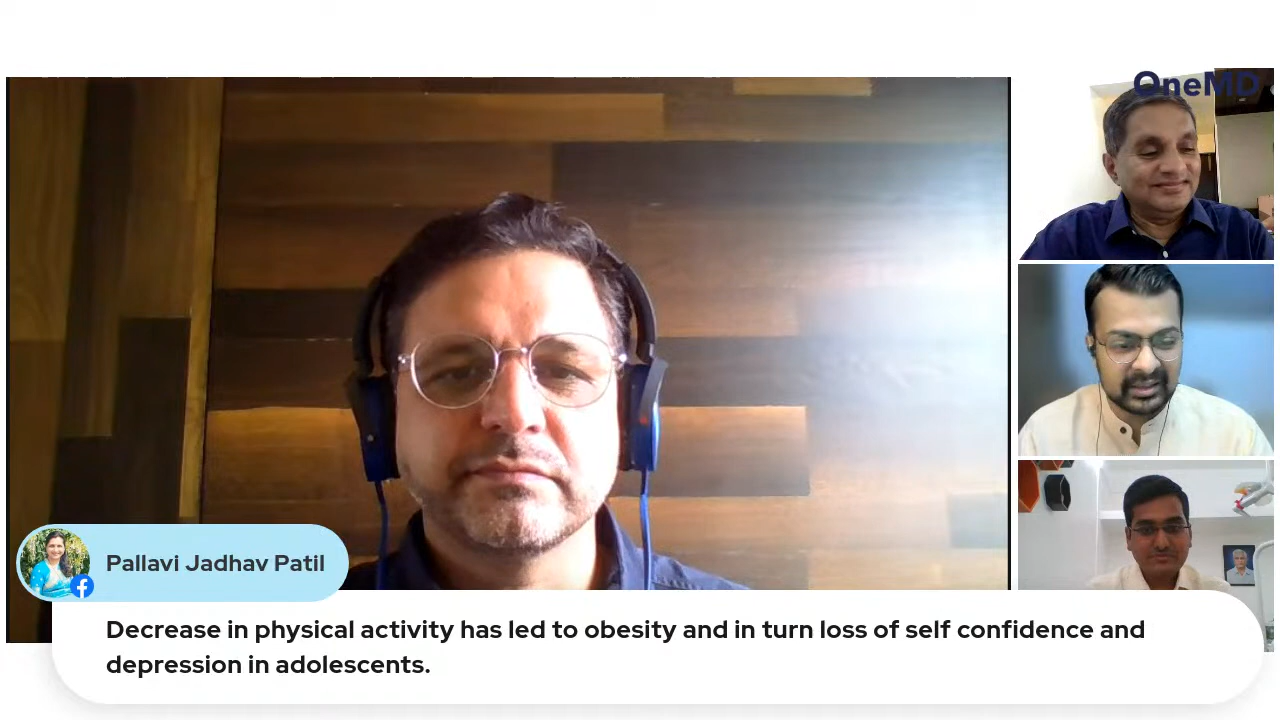 OneMD
Pallavi Jadhav Patil
Decrease in physical activity has led to obesity and in turn loss of self confidence and
depression in adolescents.